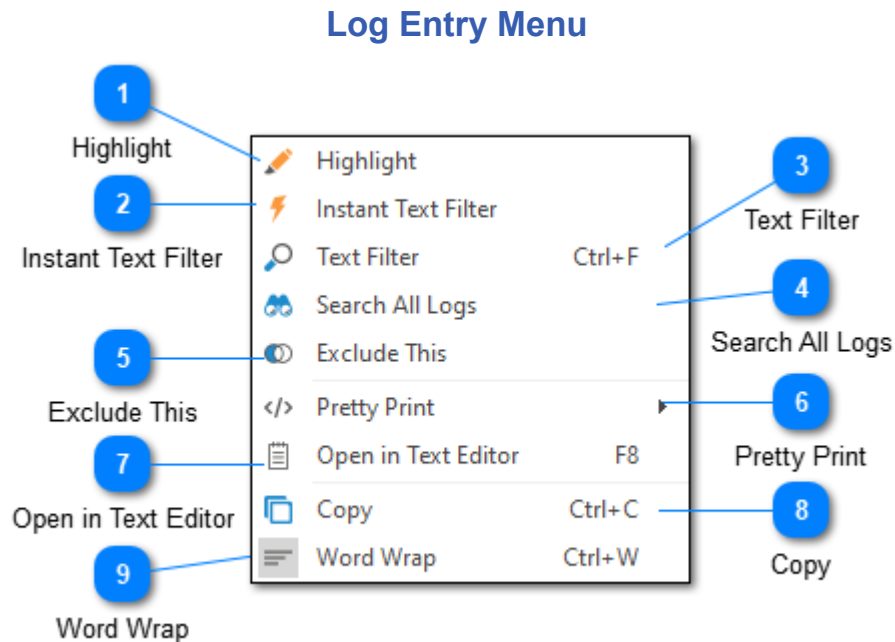 Log Entry Menu
1
Highlight
2
Instant Text Filter
5
Exclude This
7
Open in Text Editor
9
Word Wrap
Highlight
Instant Text Filter
Text Filter Ctrl+F
Search All Logs
Exclude This
</> Pretty Print
Open in Text Editor F8
Copy Ctrl+C
Word Wrap Ctrl+W
3
Text Filter
4
Search All Logs
6
Pretty Print
8
Copy